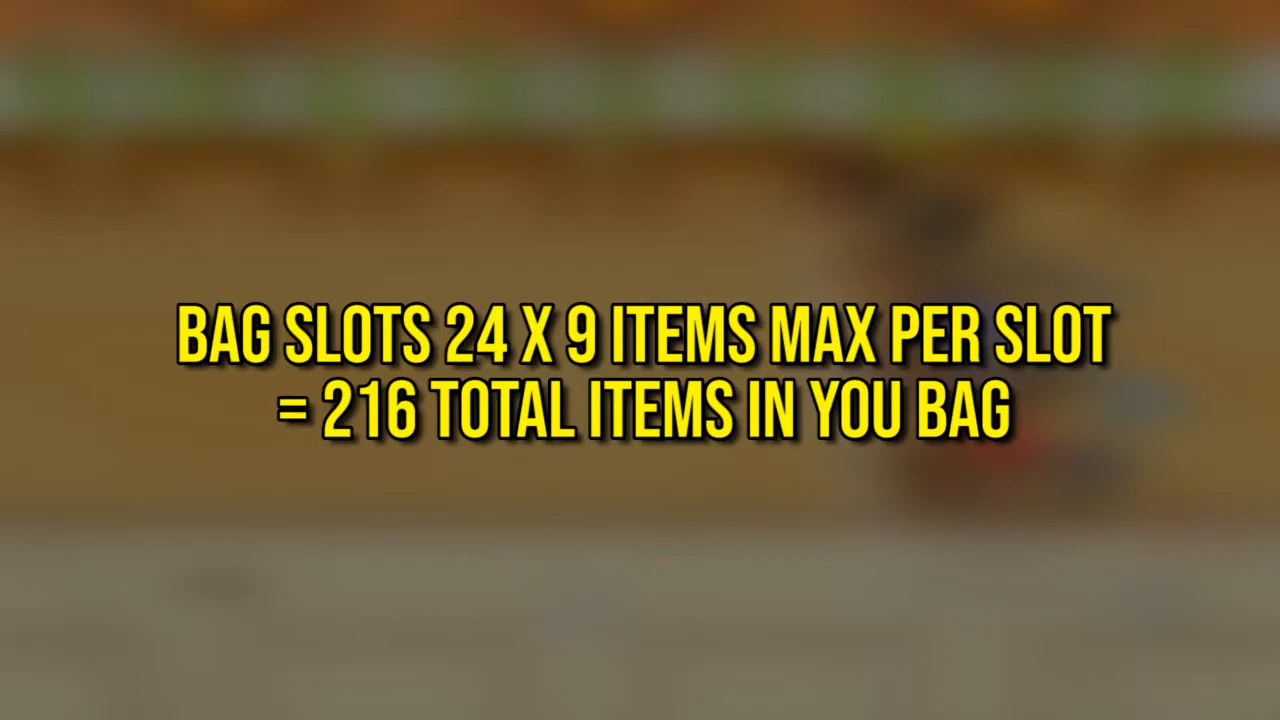 BAG SLOTS 24 X 9 ITEMS MAX PER SLOT
= 216 TOTAL ITEMS IN YOU BAG